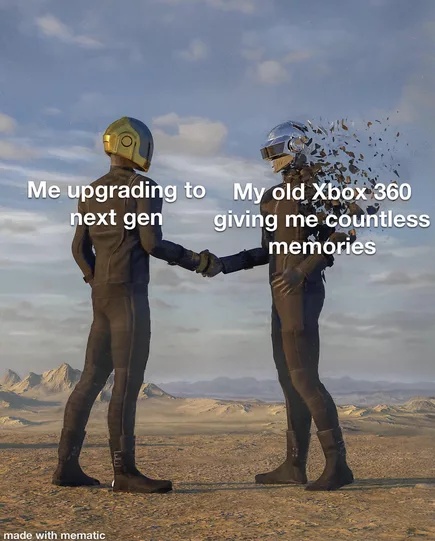 Me upgrading to
next gen
My old Xbox 360
giving me countless
memories
made with mematic